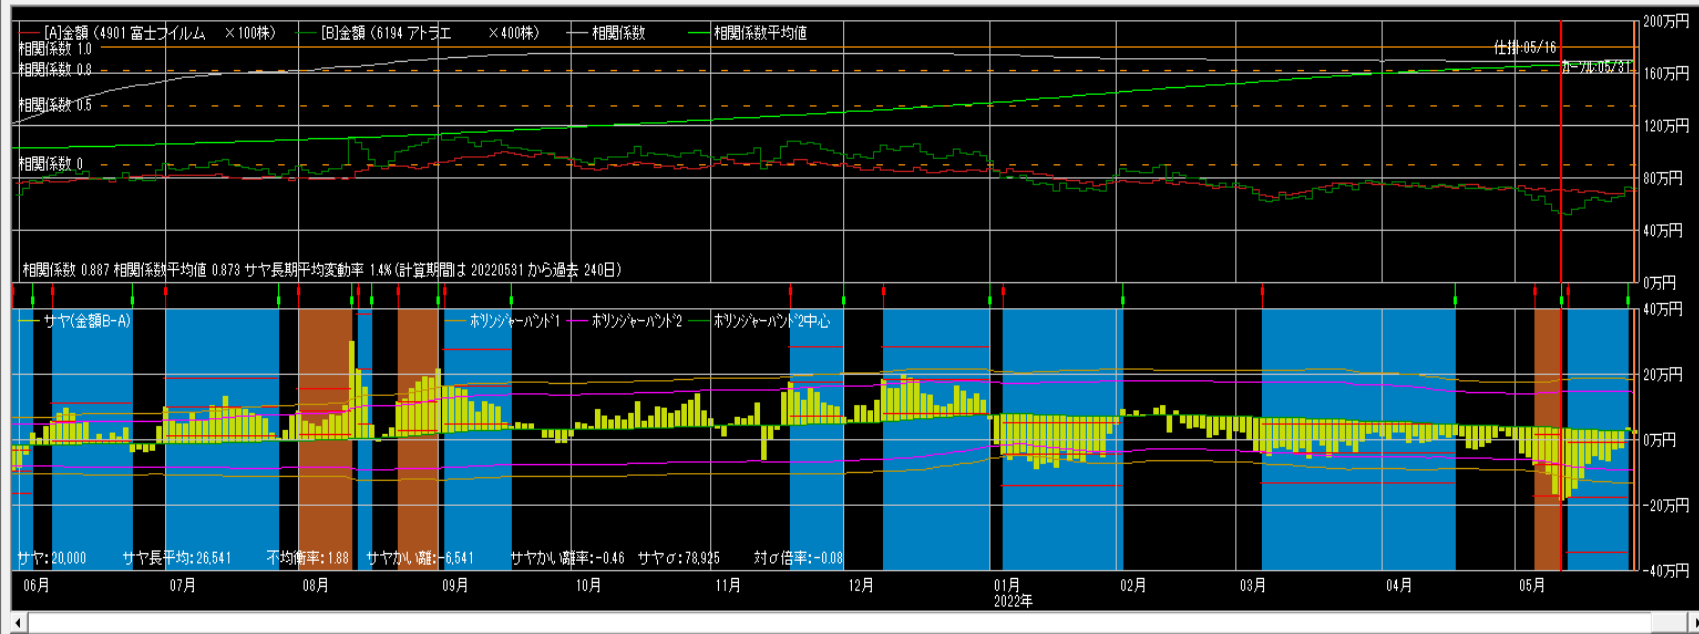 [A]金額 (4901 富士フイルム ×100株) [B]金額 (6194 アトラエ ×400株) 相関係数 相関係数平均値
200万円
相関係数 1.0
仕掛:05/16
相関係数 0.8
カーソル:05/31
160万円
相関係数 0.5
120万円
相関係数 0
80万円
40万円
相関係数 0.887 相関係数平均値 0.873 サヤ長期平均変動率 1.4% (計算期間は 20220531 から過去 240日)
0万円
40万円
サヤ(金額B-A) ボリンジャーバンド1 ボリンジャーバンド2 ボリンジャーバンド2中心
20万円
0万円
-20万円
サヤ:20,000 サヤ長平均:26,541 不均衡率:1.88 サヤかい離:-6,541 サヤかい離率:-0.46 サヤσ:78,925 対σ倍率:-0.08
-40万円
06月 07月 08月 09月 10月 11月 12月 01月 02月 03月 04月 05月
2022年